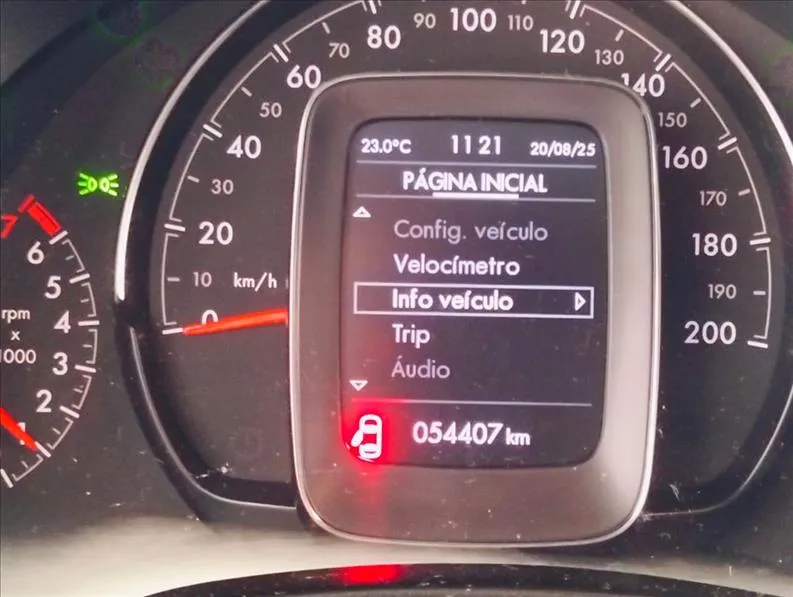 80 90 100 110 120
70 130
60 140
50 150
40 160
30 170
20 180
10 km/h 190
0 200
23.0°C 11 21 20/08/25
PÁGINA INICIAL
Config. veículo
Velocímetro
Info veículo
Trip
Áudio
054407 km
7
6
5
rpm 4
x
1000 3
2
1